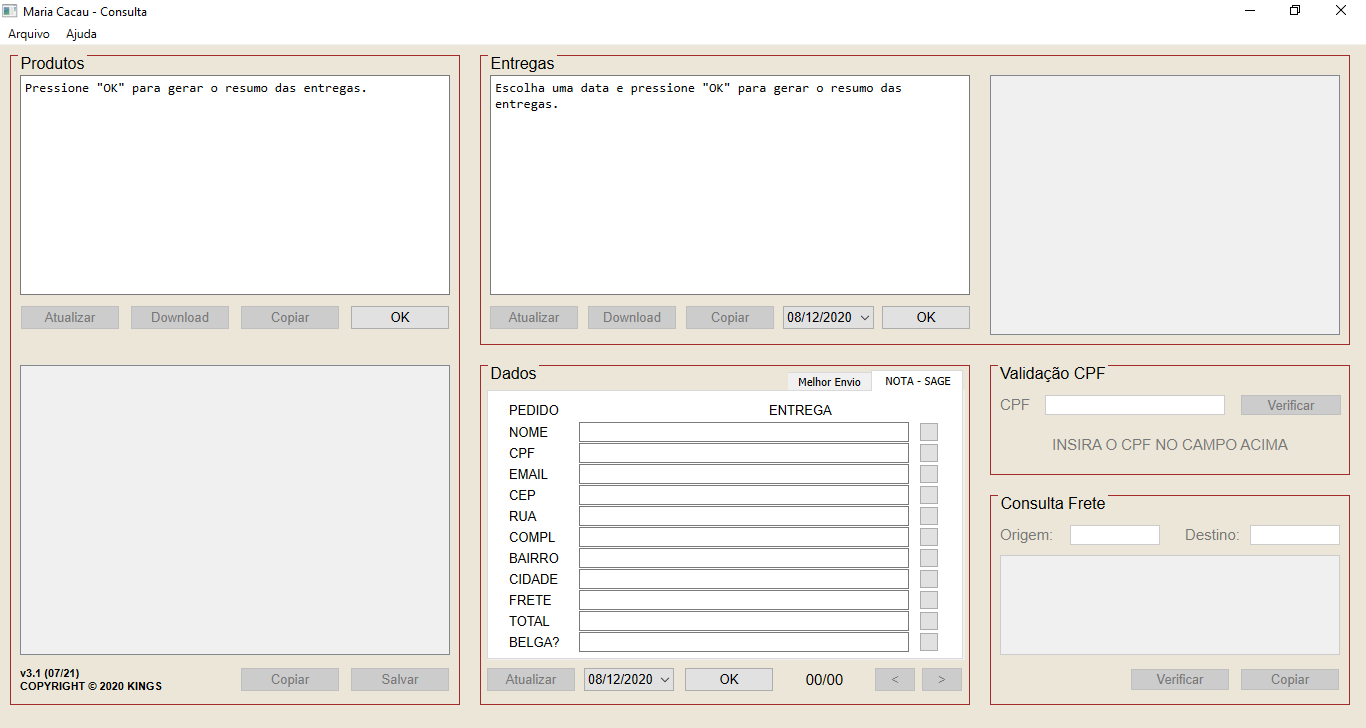 Maria Cacau - Consulta
Arquivo Ajuda
Produtos
Pressione "OK" para gerar o resumo das entregas.
Atualizar Download Copiar OK
v3.1 (07/21)
COPYRIGHT © 2020 KINGS
Copiar Salvar
Entregas
Escolha uma data e pressione "OK" para gerar o resumo das
entregas.
Atualizar Download Copiar 08/12/2020 OK
Dados
Melhor Envio NOTA - SAGE
PEDIDO ENTREGA
NOME
CPF
EMAIL
CEP
RUA
COMPL
BAIRRO
CIDADE
FRETE
TOTAL
BELGA?
Atualizar 08/12/2020 OK 00/00 < >
Validação CPF
CPF Verificar
INSIRA O CPF NO CAMPO ACIMA
Consulta Frete
Origem: Destino:
Verificar Copiar